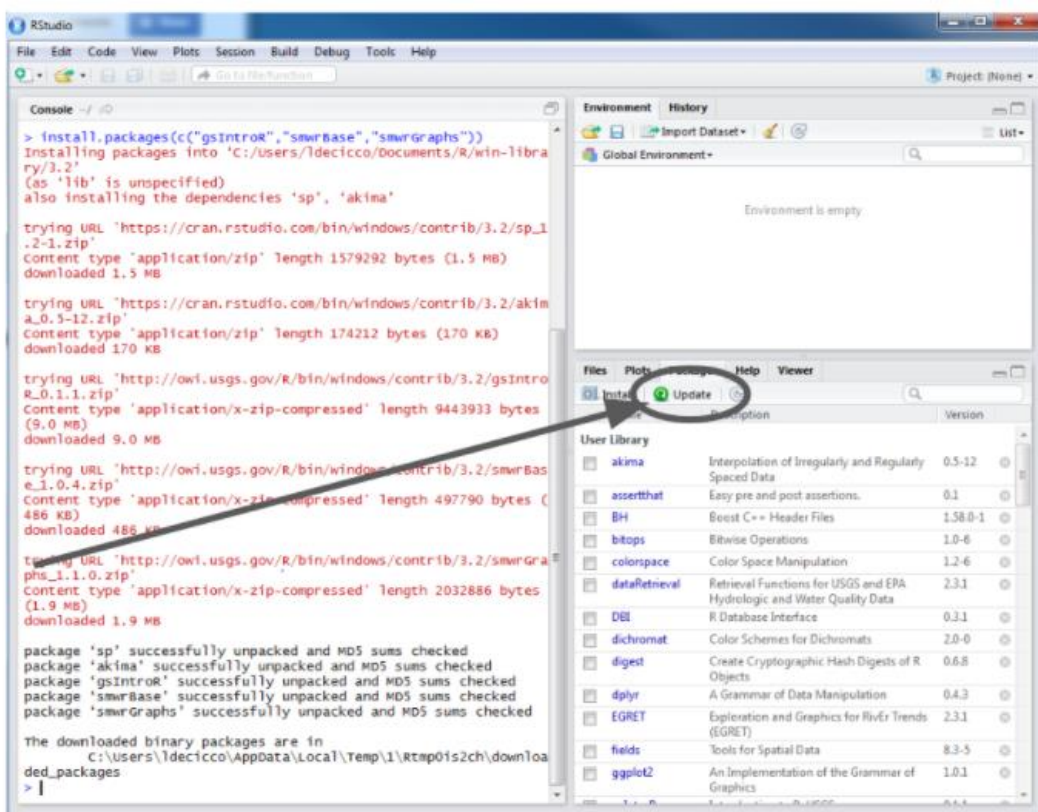 RStudio
File Edit Code View Plots Session Build Debug Tools Help
Go to file/function
Project: (None)
Console ~/
> install.packages(c("gsIntroR","smwrBase","smwrGraphs"))
Installing packages into 'C:/Users/ldecicco/Documents/R/win-libra
ry/3.2'
(as 'lib' is unspecified)
also installing the dependencies 'sp', 'akima'
trying URL 'https://cran.rstudio.com/bin/windows/contrib/3.2/sp_1
.2-1.zip'
Content type 'application/zip' length 1579292 bytes (1.5 MB)
downloaded 1.5 MB
trying URL 'https://cran.rstudio.com/bin/windows/contrib/3.2/akim
a_0.5-12.zip'
Content type 'application/zip' length 174212 bytes (170 KB)
downloaded 170 KB
trying URL 'http://owi.usgs.gov/R/bin/windows/contrib/3.2/gsIntro
R_0.1.1.zip'
Content type 'application/x-zip-compressed' length 9443933 bytes
(9.0 MB)
downloaded 9.0 MB
trying URL 'http://owi.usgs.gov/R/bin/windows/contrib/3.2/smwrBas
e_1.0.4.zip'
Content type 'application/x-zip-compressed' length 497790 bytes (
486 KB)
downloaded 486 KB
trying URL 'http://owi.usgs.gov/R/bin/windows/contrib/3.2/smwrGra
phs_1.1.0.zip'
Content type 'application/x-zip-compressed' length 2032886 bytes
(1.9 MB)
downloaded 1.9 MB
package 'sp' successfully unpacked and MD5 sums checked
package 'akima' successfully unpacked and MD5 sums checked
package 'gsIntroR' successfully unpacked and MD5 sums checked
package 'smwrBase' successfully unpacked and MD5 sums checked
package 'smwrGraphs' successfully unpacked and MD5 sums checked
The downloaded binary packages are in
C:\Users\ldecicco\AppData\Local\Temp\1\RtmpOis2ch\downloa
ded_packages
>
Environment History
Import Dataset List
Global Environment
Environment is empty
Files Plots Packages Help Viewer
Install Update
Description Version
User Library
akima Interpolation of Irregularly and Regularly 0.5-12
Spaced Data
assertthat Easy pre and post assertions. 0.1
BH Boost C++ Header Files 1.58.0-1
bitops Bitwise Operations 1.0-6
colorspace Color Space Manipulation 1.2-6
dataRetrieval Retrieval Functions for USGS and EPA 2.3.1
Hydrologic and Water Quality Data
DBI R Database Interface 0.3.1
dichromat Color Schemes for Dichromats 2.0-0
digest Create Cryptographic Hash Digests of R 0.6.8
Objects
dplyr A Grammar of Data Manipulation 0.4.3
EGRET Exploration and Graphics for RivEr Trends 2.3.1
(EGRET)
fields Tools for Spatial Data 8.3-5
ggplot2 An Implementation of the Grammar of 1.0.1
Graphics